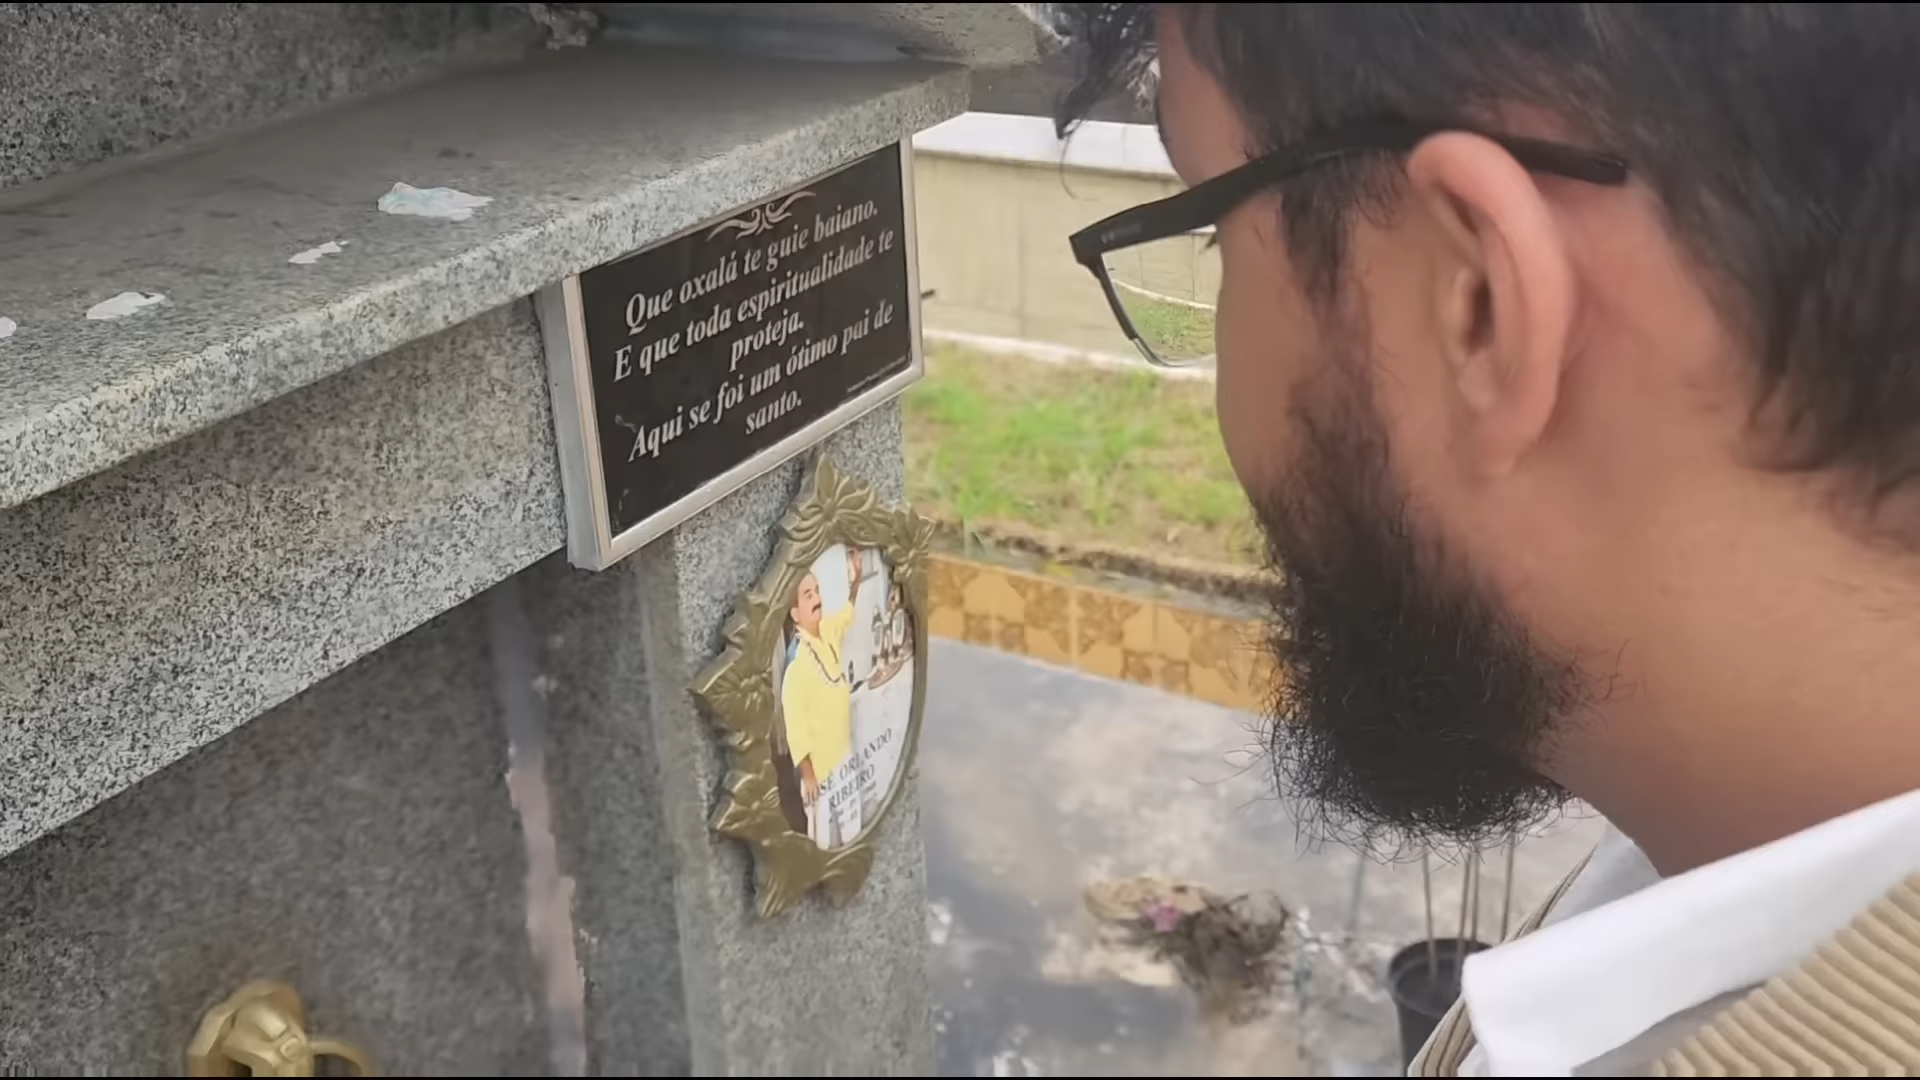 Que oxalá te guie baiano.
E que toda espiritualidade te
proteja.
Aqui se foi um ótimo pai de
santo.
JOSÉ ORLANDO
RIBEIRO